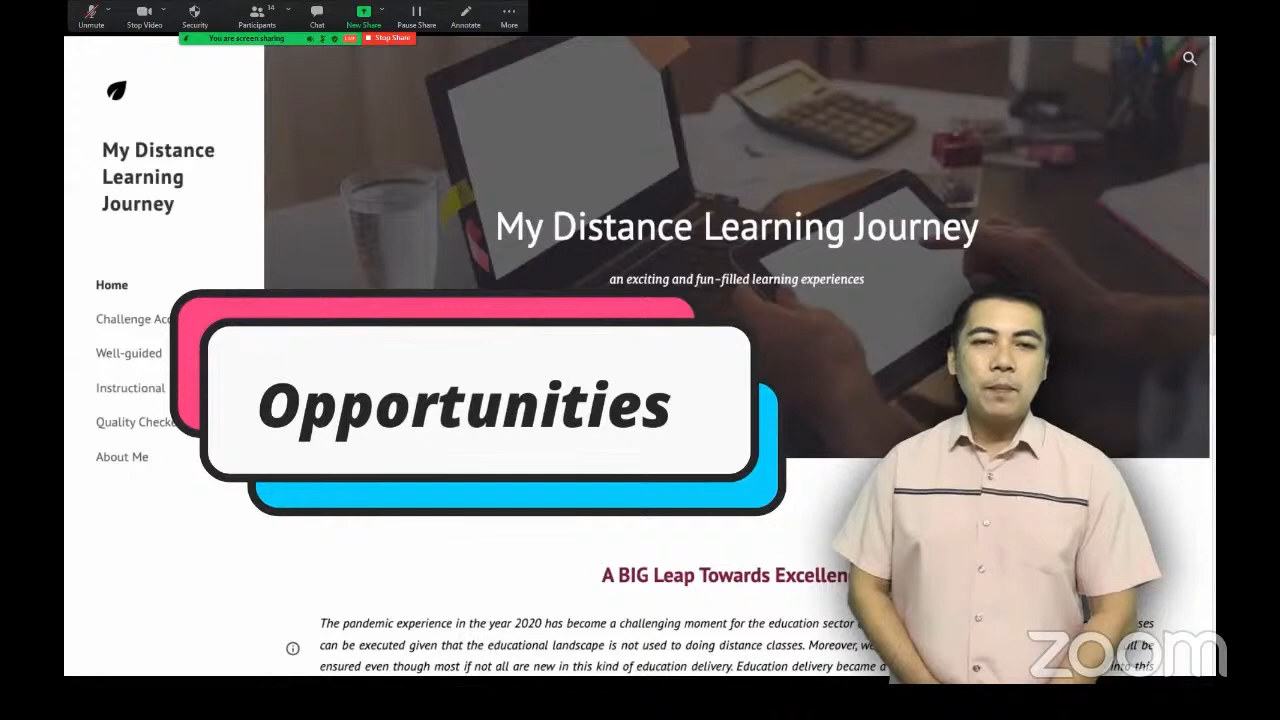 Unmute
Stop Video
Security
Participants
14
Chat
New Share
Pause Share
Annotate
More
You are screen sharing
LIVE
Stop Share
My Distance
Learning
Journey
Home
Challenge Acc
Well-guided
Instructional
Quality Checke
About Me
My Distance Learning Journey
an exciting and fun-filled learning experiences
Opportunities
A BIG Leap Towards Excellen
The pandemic experience in the year 2020 has become a challenging moment for the education sector
can be executed given that the educational landscape is not used to doing distance classes. Moreover, we
ensured even though most if not all are new in this kind of education delivery. Education delivery became a
into this
zoom